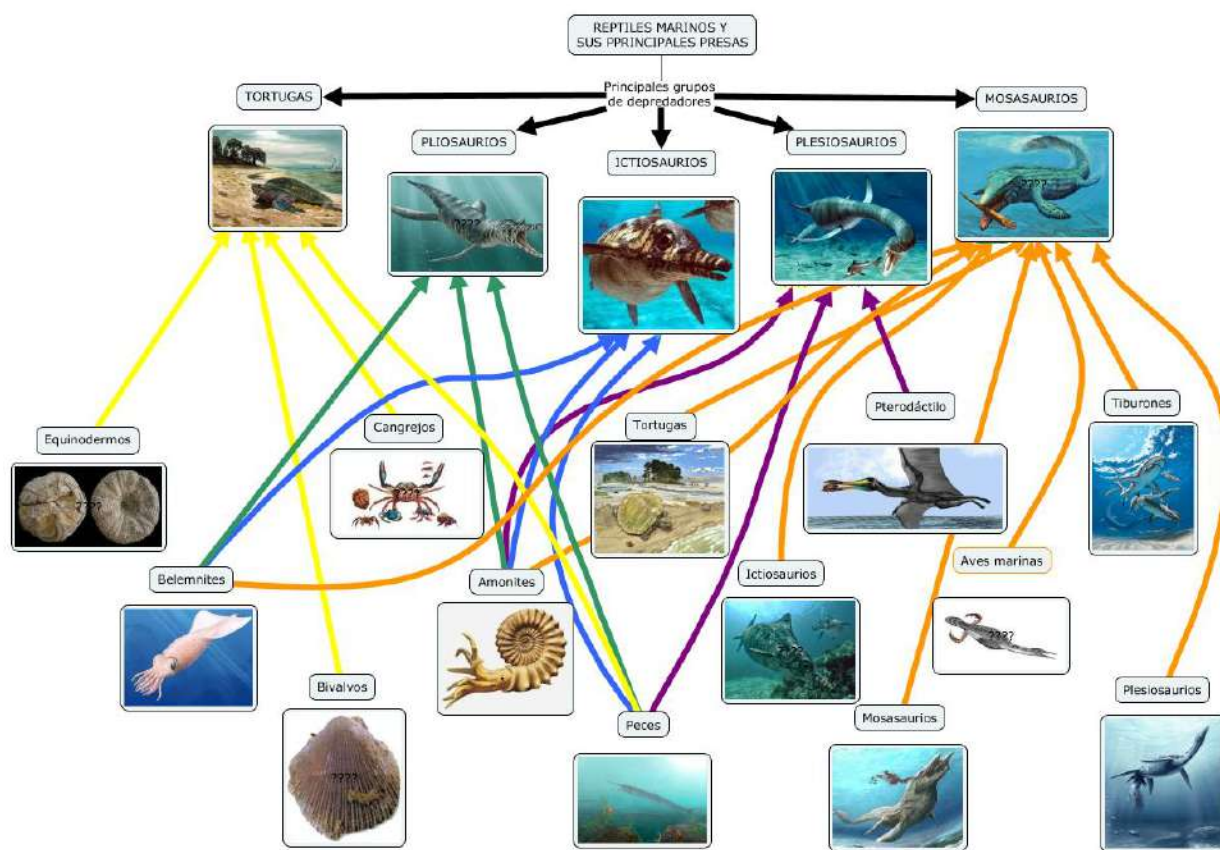 REPTILES MARINOS Y
SUS PPRINCIPALES PRESAS
Principales grupos
de depredadores
TORTUGAS
MOSASAURIOS
PLIOSAURIOS
PLESIOSAURIOS
ICTIOSAURIOS
????
????
Pterodáctilo
Tiburones
Equinodermos
Cangrejos
Tortugas
????
Belemnites
Amonites
Ictiosaurios
Aves marinas
????
????
Bivalvos
Peces
Mosasaurios
Plesiosaurios
????